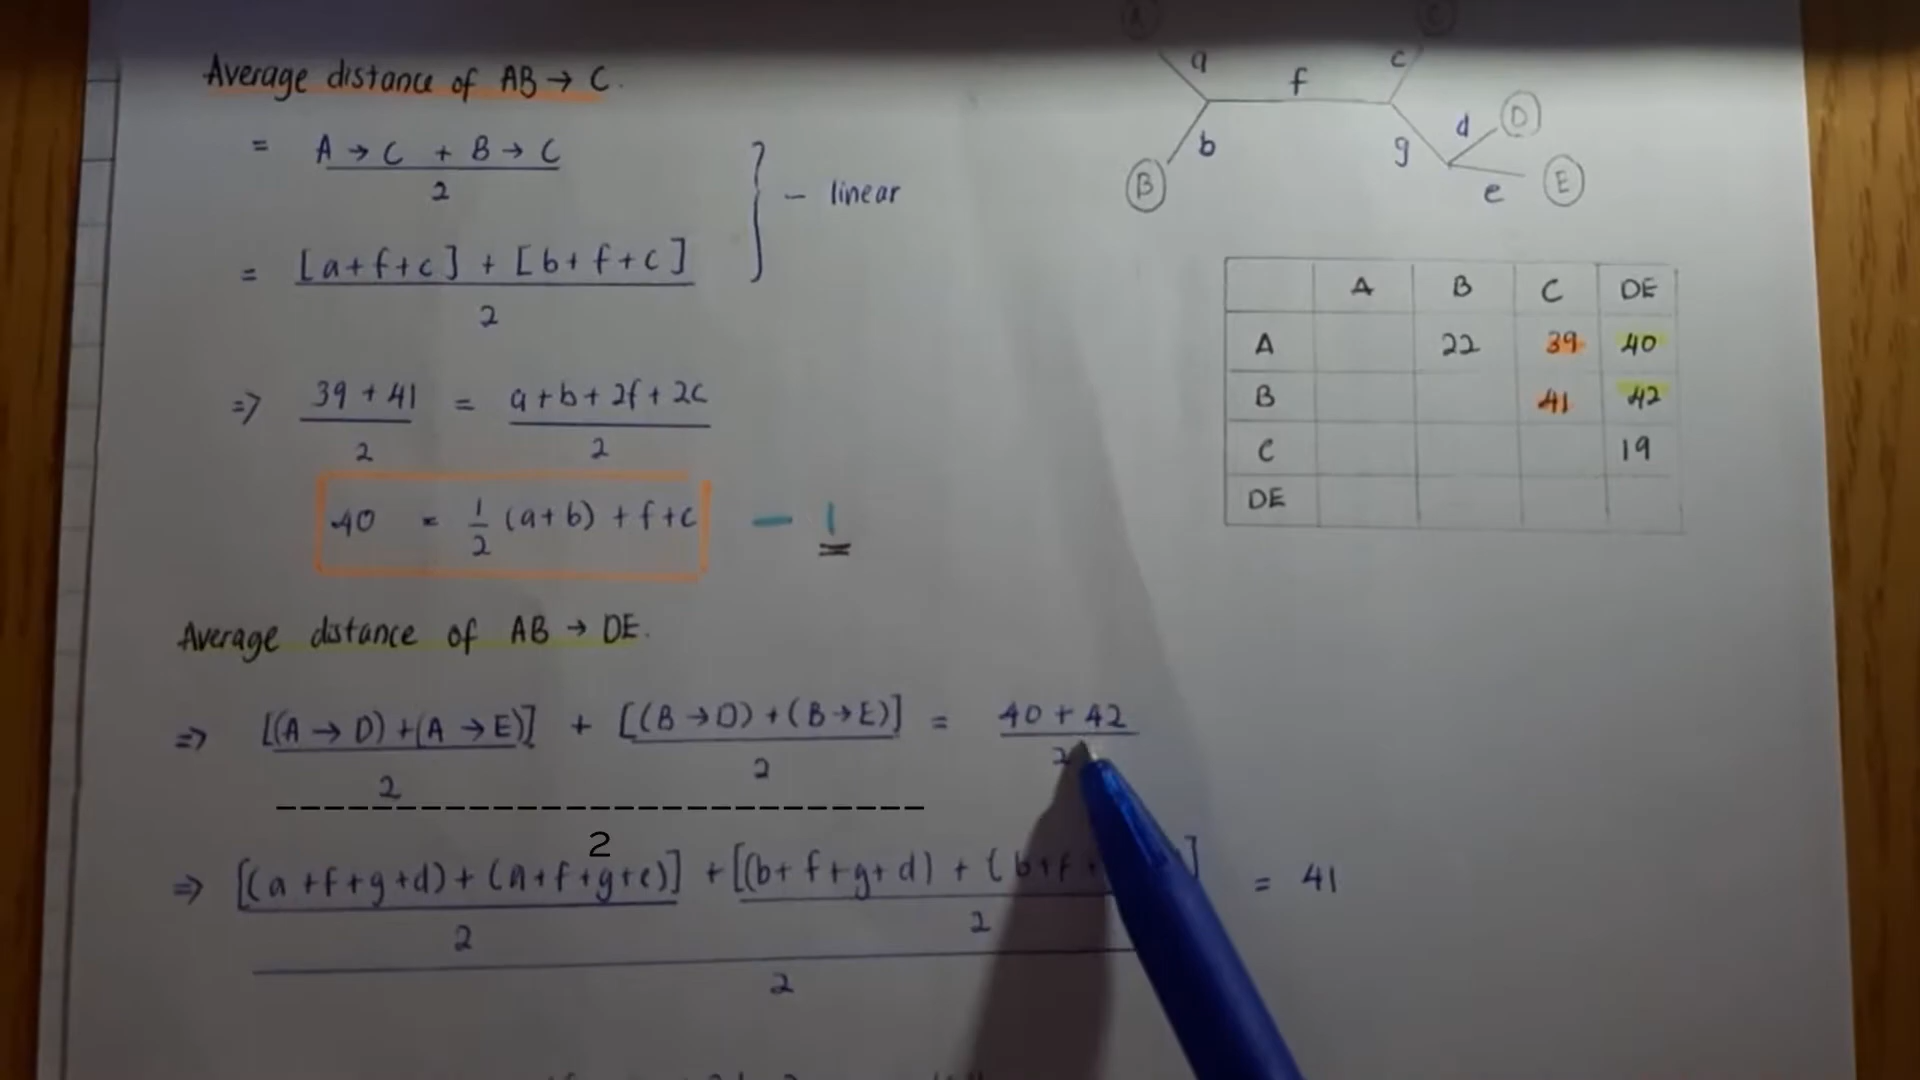 Average distance of AB → C.
= A → C + B → C
2
= [a+f+c] + [b+f+c]
2
} - linear
⇒ 39 + 41 = a+b+2f+2c
2 2
40 = 1/2 (a+b) + f+c - 1
Average distance of AB → DE.
⇒ [(A → D)+(A → E)] + [(B → D)+(B → E)] = 40 + 42
2 2 2
2
⇒ [(a+f+g+d)+(a+f+g+e)] + [(b+f+g+d) + (b+f ] = 41
2 2
2
a f c
b g d D
B e E
A B C DE
A 22 39 40
B 41 42
C 19
DE